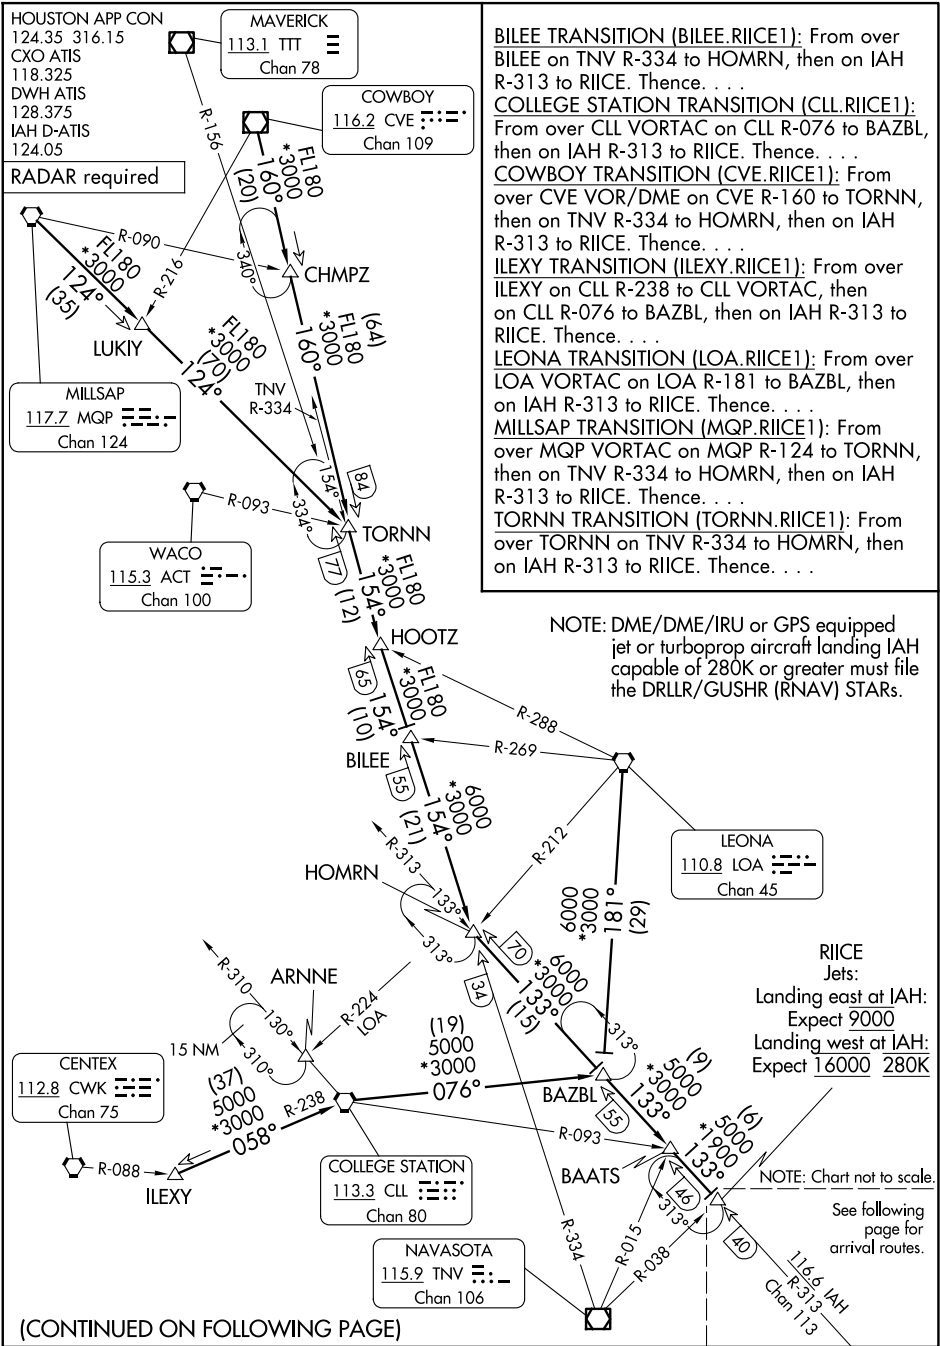 HOUSTON APP CON
124.35 316.15
CXO ATIS
118.325
DWH ATIS
128.375
IAH D-ATIS
124.05
RADAR required
MAVERICK
113.1 TTT
Chan 78
COWBOY
116.2 CVE
Chan 109
BILEE TRANSITION (BILEE.RIICE1): From over
BILEE on TNV R-334 to HOMRN, then on IAH
R-313 to RIICE. Thence. . . .
COLLEGE STATION TRANSITION (CLL.RIICE1):
From over CLL VORTAC on CLL R-076 to BAZBL,
then on IAH R-313 to RIICE. Thence. . . .
COWBOY TRANSITION (CVE.RIICE1): From
over CVE VOR/DME on CVE R-160 to TORNN,
then on TNV R-334 to HOMRN, then on IAH
R-313 to RIICE. Thence. . . .
ILEXY TRANSITION (ILEXY.RIICE1): From over
ILEXY on CLL R-238 to CLL VORTAC, then
on CLL R-076 to BAZBL, then on IAH R-313 to
RIICE. Thence. . . .
LEONA TRANSITION (LOA.RIICE1): From over
LOA VORTAC on LOA R-181 to BAZBL, then
on IAH R-313 to RIICE. Thence. . . .
MILLSAP TRANSITION (MQP.RIICE1): From
over MQP VORTAC on MQP R-124 to TORNN,
then on TNV R-334 to HOMRN, then on IAH
R-313 to RIICE. Thence. . . .
TORNN TRANSITION (TORNN.RIICE1): From
over TORNN on TNV R-334 to HOMRN, then
on IAH R-313 to RIICE. Thence. . . .
R-156
FL180
*3000
160°
(20)
R-090
R-216
340°
CHMPZ
FL180
*3000
124°
(35)
LUKIY
FL180
*3000
(70)
124°
(64)
FL180
*3000
160°
TNV
R-334
MILLSAP
117.7 MQP
Chan 124
154°
84
334°
R-093
TORNN
77
WACO
115.3 ACT
Chan 100
FL180
*3000
154°
(12)
HOOTZ
65
FL180
*3000
154°
(10)
NOTE: DME/DME/IRU or GPS equipped
jet or turboprop aircraft landing IAH
capable of 280K or greater must file
the DRLLR/GUSHR (RNAV) STARs.
R-288
R-269
BILEE
55
6000
*3000
154°
(21)
R-212
LEONA
110.8 LOA
Chan 45
R-313
HOMRN
133°
313°
70
34
6000
*3000
181°
(29)
6000
*3000
133°
(15)
313°
R-310
ARNNE
R-224
LOA
130°
15 NM
310°
RIICE
Jets:
Landing east at IAH:
Expect 9000
Landing west at IAH:
Expect 16000 280K
CENTEX
112.8 CWK
Chan 75
(37)
5000
*3000
058°
R-238
R-088
ILEXY
(19)
5000
*3000
076°
BAZBL
55
(9)
5000
*3000
133°
R-093
COLLEGE STATION
113.3 CLL
Chan 80
BAATS
46
313°
(6)
5000
*1900
133°
NOTE: Chart not to scale.
See following
page for
arrival routes.
40
R-334
R-015
R-038
116.6 IAH
R-313
Chan 113
NAVASOTA
115.9 TNV
Chan 106
(CONTINUED ON FOLLOWING PAGE)